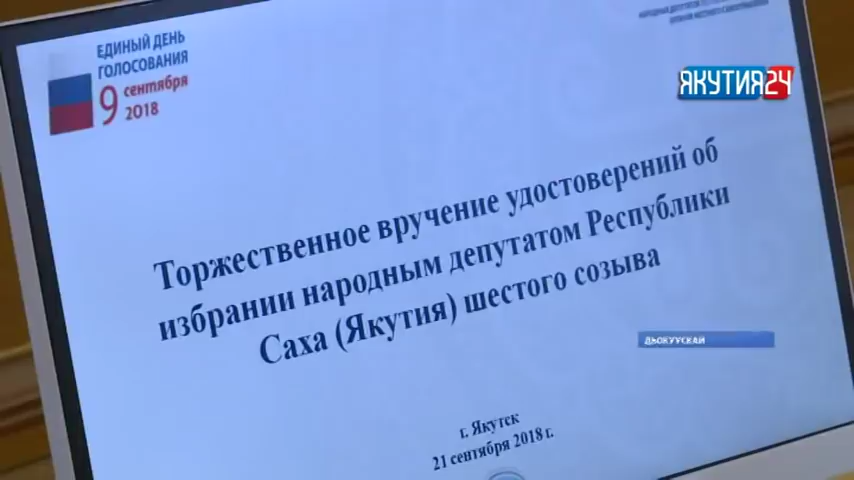 ЕДИНЫЙ ДЕНЬ
ГОЛОСОВАНИЯ
9 сентября
2018
ЯКУТИЯ24
Торжественное вручение удостоверений об
избрании народным депутатом Республики
Саха (Якутия) шестого созыва
ДЬОКУУСКАЙ
г. Якутск
21 сентября 2018 г.